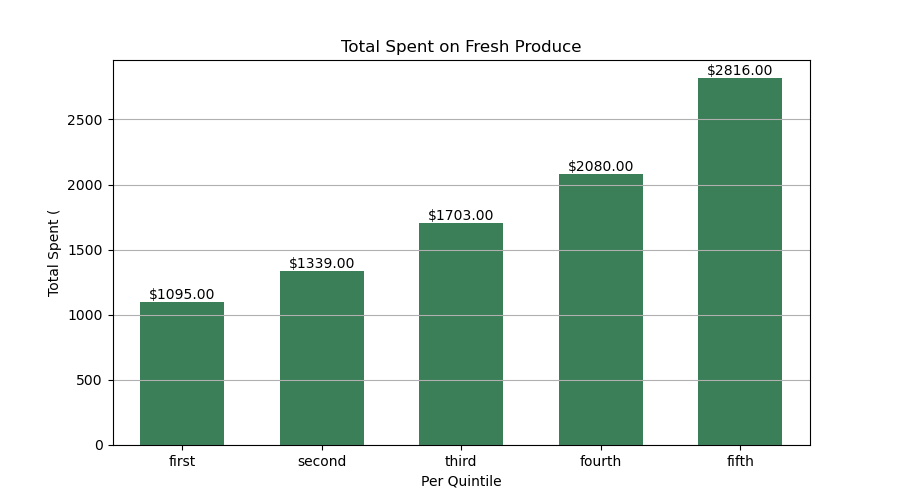 Total Spent on Fresh Produce
Total Spent (
2500
2000
1500
1000
500
0
$1095.00
$1339.00
$1703.00
$2080.00
$2816.00
first
second
third
fourth
fifth
Per Quintile